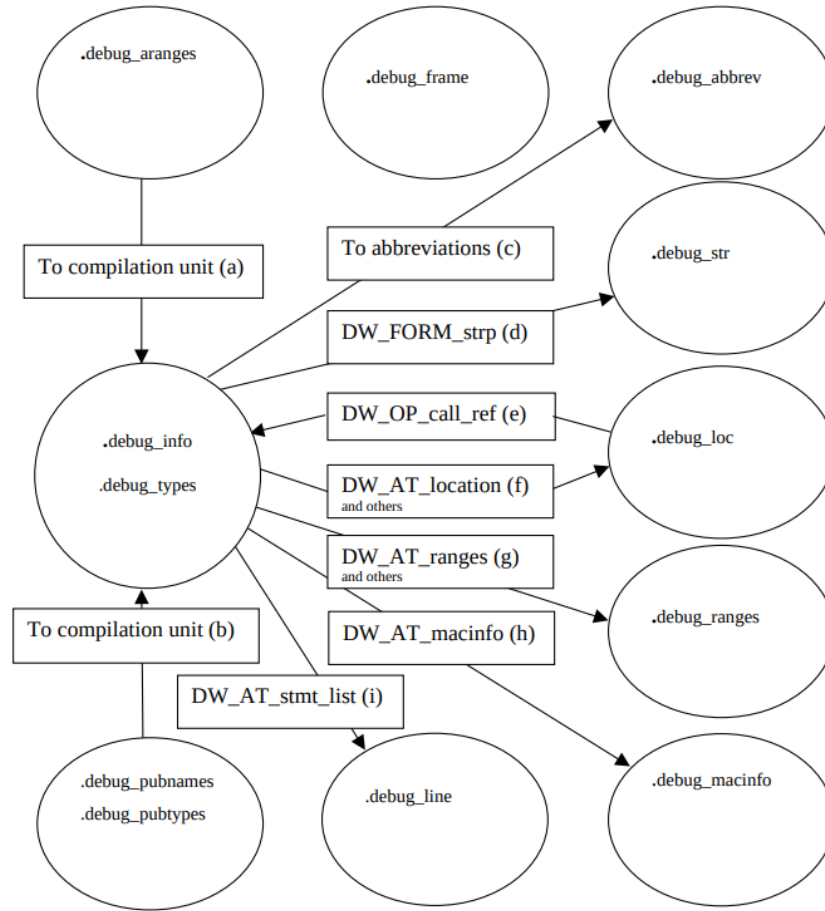 .debug_aranges
.debug_frame
.debug_abbrev
To compilation unit (a)
To abbreviations (c)
.debug_str
DW_FORM_strp (d)
DW_OP_call_ref (e)
.debug_info
.debug_types
.debug_loc
DW_AT_location (f)
and others
DW_AT_ranges (g)
and others
To compilation unit (b)
DW_AT_macinfo (h)
.debug_ranges
DW_AT_stmt_list (i)
.debug_pubnames
.debug_pubtypes
.debug_line
.debug_macinfo